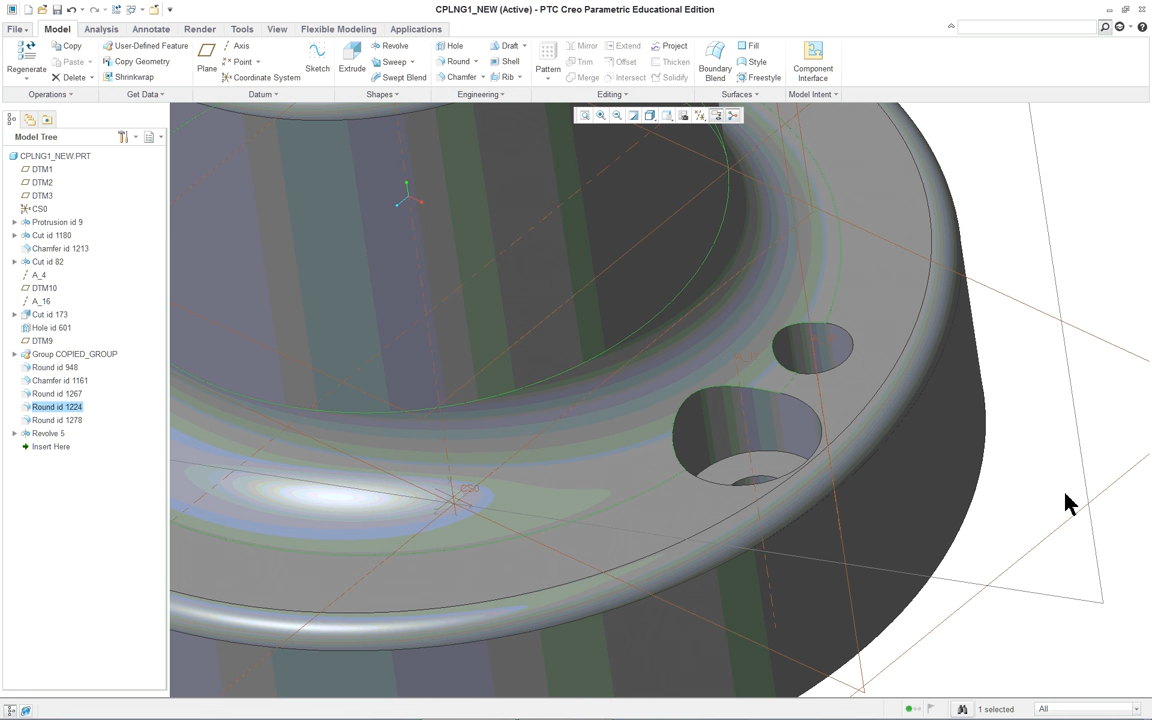 CPLNG1_NEW (Active) - PTC Creo Parametric Educational Edition
File Model Analysis Annotate Render Tools View Flexible Modeling Applications
Regenerate Copy Paste Delete
User-Defined Feature Copy Geometry Shrinkwrap
Plane Axis Point Coordinate System Sketch
Extrude Revolve Sweep Swept Blend
Hole Round Chamfer Draft Shell Rib
Pattern Mirror Trim Merge Extend Offset Intersect Project Thicken Solidify
Boundary Blend Fill Style Freestyle
Component Interface
Operations Get Data Datum Shapes Engineering Editing Surfaces Model Intent
Model Tree
CPLNG1_NEW.PRT
DTM1
DTM2
DTM3
CS0
Protrusion id 9
Cut id 1180
Chamfer id 1213
Cut id 82
A_4
DTM10
A_16
Cut id 173
Hole id 601
DTM9
Group COPIED_GROUP
Round id 948
Chamfer id 1161
Round id 1267
Round id 1224
Round id 1278
Revolve 5
Insert Here
CS0
1 selected All